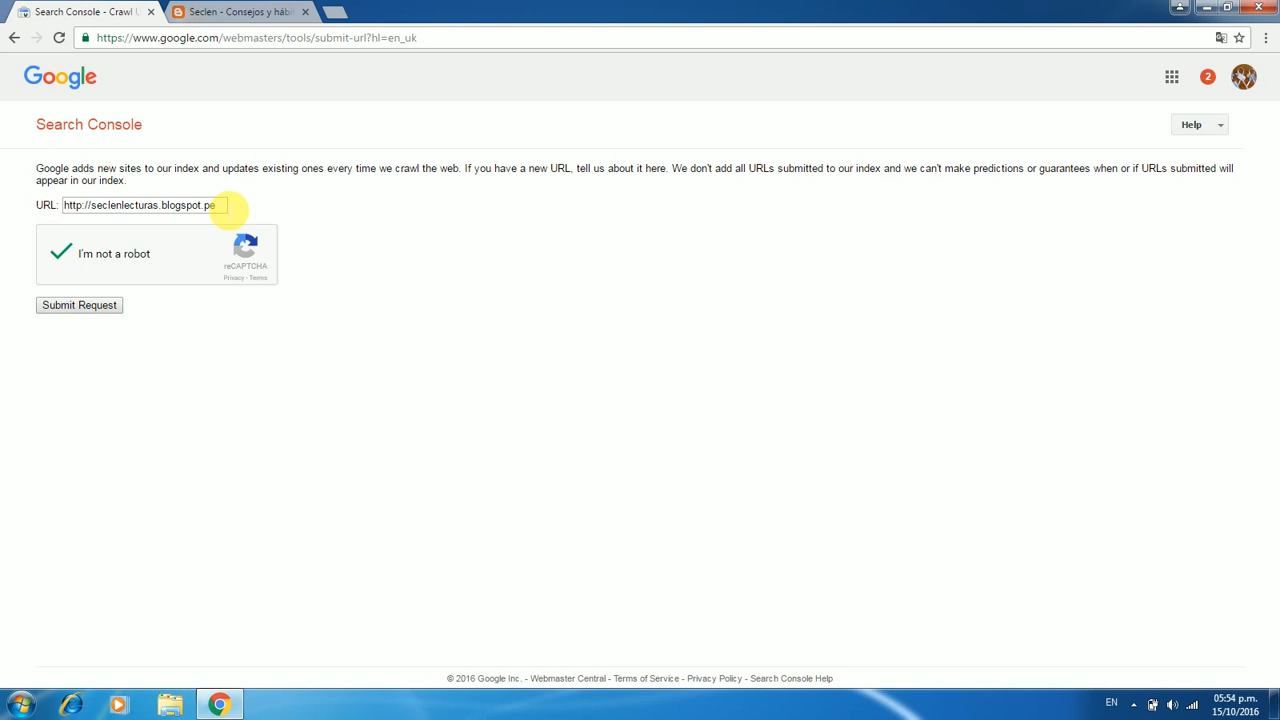 Search Console - Crawl U
Seclen - Consejos y hábi
https://www.google.com/webmasters/tools/submit-url?hl=en_uk
Google
2
Search Console
Help
Google adds new sites to our index and updates existing ones every time we crawl the web. If you have a new URL, tell us about it here. We don't add all URLs submitted to our index and we can't make predictions or guarantees when or if URLs submitted will
appear in our index.
URL: http://seclenlecturas.blogspot.pe
I'm not a robot
reCAPTCHA
Privacy - Terms
Submit Request
© 2016 Google Inc. - Webmaster Central - Terms of Service - Privacy Policy - Search Console Help
EN
05:54 p.m.
15/10/2016